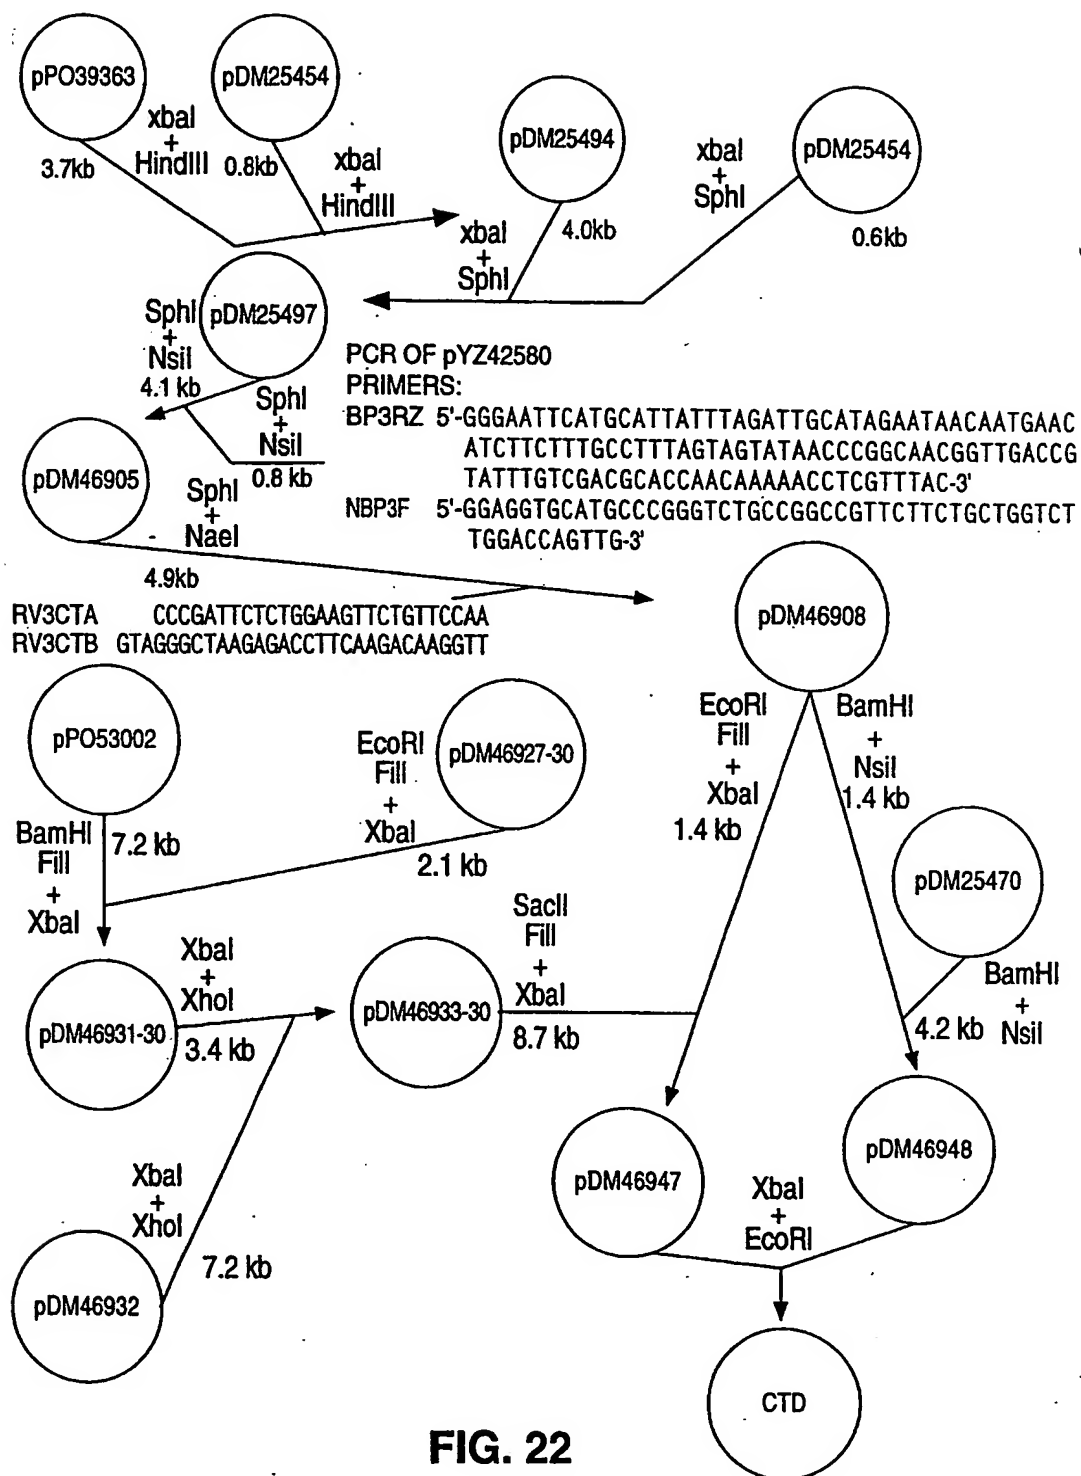 pPO39363
pDM25454
xbaI
+
HindIII
3.7kb
0.8kb
xbaI
+
HindIII
pDM25494
xbaI
+
SphI
4.0kb
xbaI
+
SphI
pDM25454
0.6kb
pDM25497
SphI
+
NsiI
4.1 kb
SphI
+
NsiI
0.8 kb
PCR OF pYZ42580
PRIMERS:
BP3RZ 5'-GGGAATTCATGCATTATTTAGATTGCATAGAATAACAATGAAC
ATCTTCTTTGCCTTTAGTAGTATAACCCGGCAACGGTTGACCG
TATTTGTCGACGCACCAACAAAAACCTCGTTTAC-3'
NBP3F 5'-GGAGGTGCATGCCCGGGTCTGCCGGCCGTTCTTCTGCTGGTCT
TGGACCAGTTG-3'
pDM46905
SphI
+
NaeI
4.9kb
RV3CTA CCCGATTCTCTGGAAGTTCTGTTCCAA
RV3CTB GTAGGGCTAAGAGACCTTCAAGACAAGGTT
pDM46908
pPO53002
EcoRI
Fill
+
XbaI
pDM46927-30
2.1 kb
BamHI
Fill
+
XbaI
7.2 kb
EcoRI
Fill
+
XbaI
1.4 kb
BamHI
+
NsiI
1.4 kb
pDM25470
BamHI
+
NsiI
4.2 kb
pDM46931-30
XbaI
+
XhoI
3.4 kb
pDM46933-30
SacII
Fill
+
XbaI
8.7 kb
pDM46932
XbaI
+
XhoI
7.2 kb
pDM46947
pDM46948
XbaI
+
EcoRI
CTD
FIG. 22